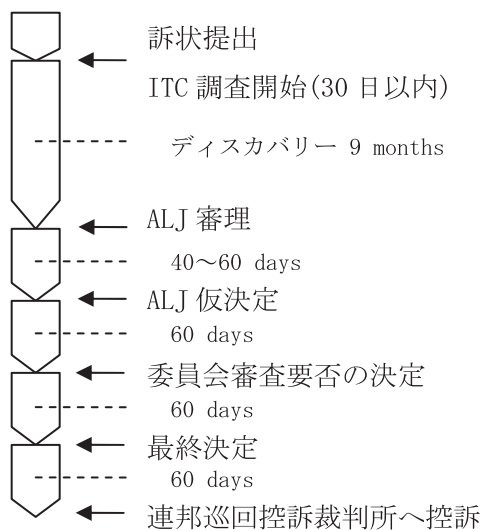 訴状提出
ITC 調査開始(30 日以内)
ディスカバリー 9 months
ALJ 審理
40～60 days
ALJ 仮決定
60 days
委員会審査要否の決定
60 days
最終決定
60 days
連邦巡回控訴裁判所へ控訴